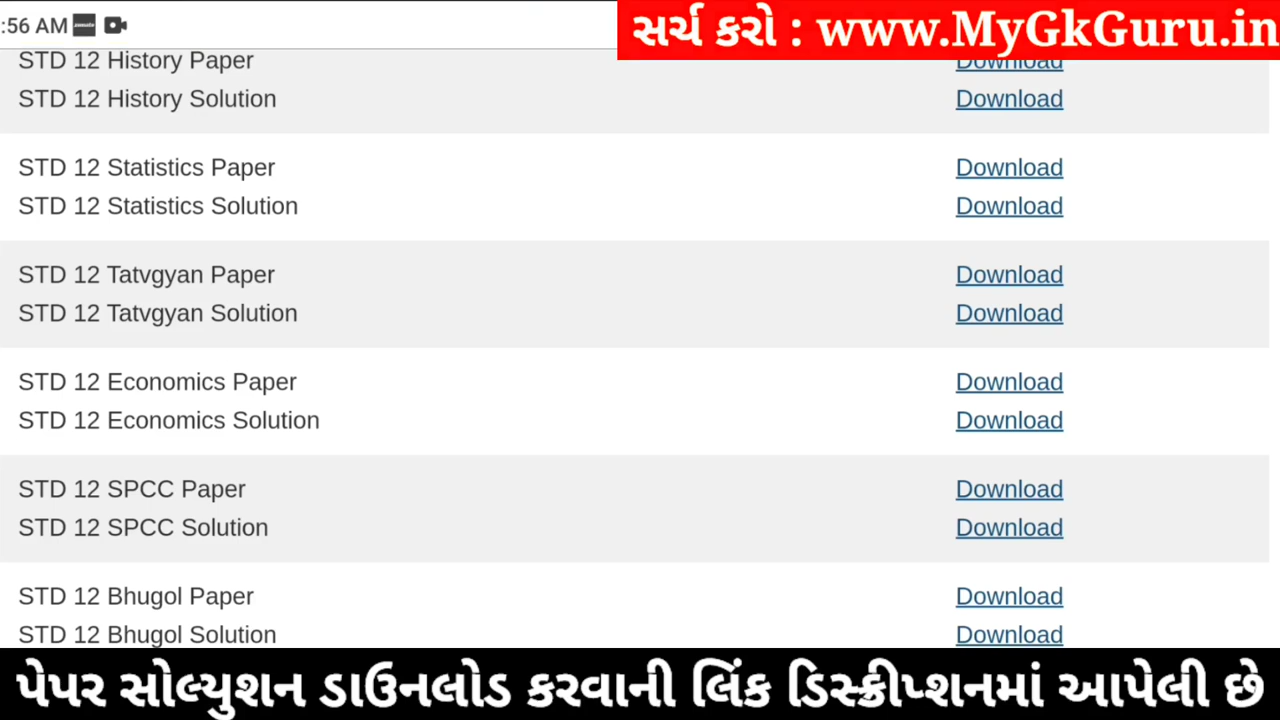 :56 AM
સર્ચ કરો : www.MyGkGuru.in
STD 12 History Paper Download
STD 12 History Solution Download
STD 12 Statistics Paper Download
STD 12 Statistics Solution Download
STD 12 Tatvgyan Paper Download
STD 12 Tatvgyan Solution Download
STD 12 Economics Paper Download
STD 12 Economics Solution Download
STD 12 SPCC Paper Download
STD 12 SPCC Solution Download
STD 12 Bhugol Paper Download
STD 12 Bhugol Solution Download
પેપર સોલ્યુશન ડાઉનલોડ કરવાની લિંક ડિસ્ક્રીપ્શનમાં આપેલી છે